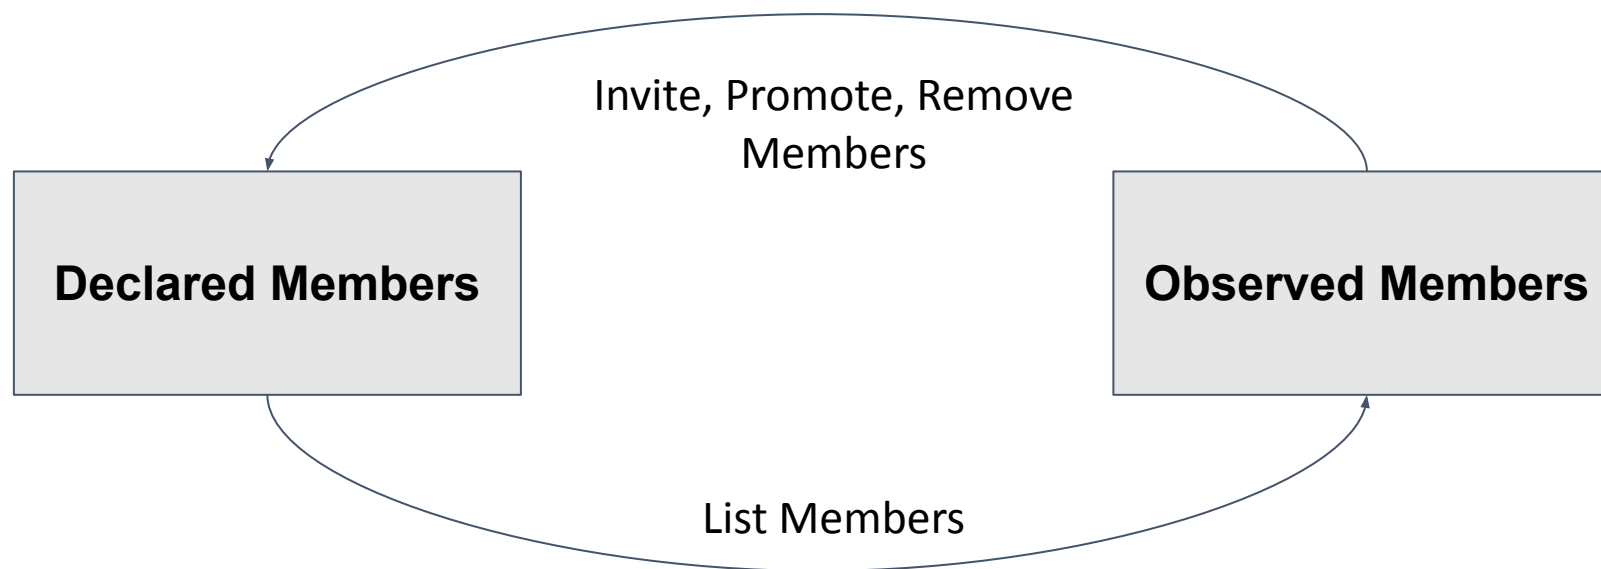 Invite, Promote, Remove
Members
Declared Members
Observed Members
List Members